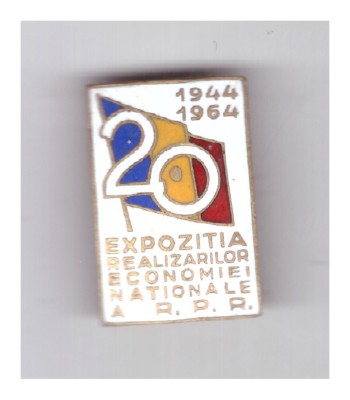 1944
1964
20
EXPOZITIA
REALIZARILOR
ECONOMIEI
NATIONALE
A R.P.R.